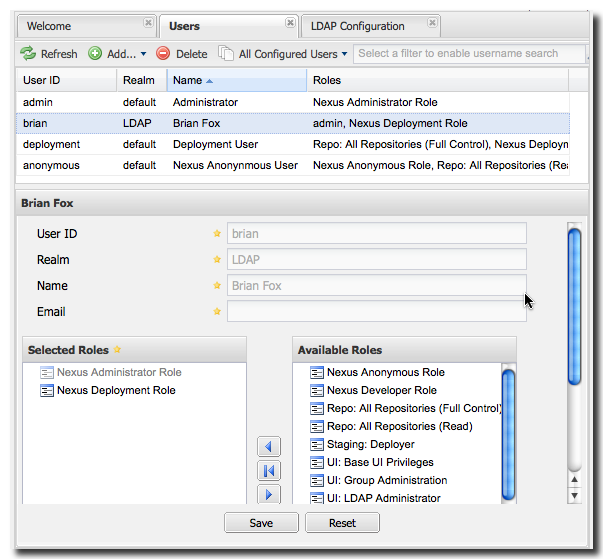 Welcome Users LDAP Configuration
Refresh Add... Delete All Configured Users Select a filter to enable username search
User ID Realm Name Roles
admin default Administrator Nexus Administrator Role
brian LDAP Brian Fox admin, Nexus Deployment Role
deployment default Deployment User Repo: All Repositories (Full Control), Nexus Deploym
anonymous default Nexus Anonynmous User Nexus Anonymous Role, Repo: All Repositories (Rea
Brian Fox
User ID brian
Realm LDAP
Name Brian Fox
Email
Selected Roles Available Roles
Nexus Administrator Role Nexus Anonymous Role
Nexus Deployment Role Nexus Developer Role
Repo: All Repositories (Full Control)
Repo: All Repositories (Read)
Staging: Deployer
UI: Base UI Privileges
UI: Group Administration
UI: LDAP Administrator
Save Reset